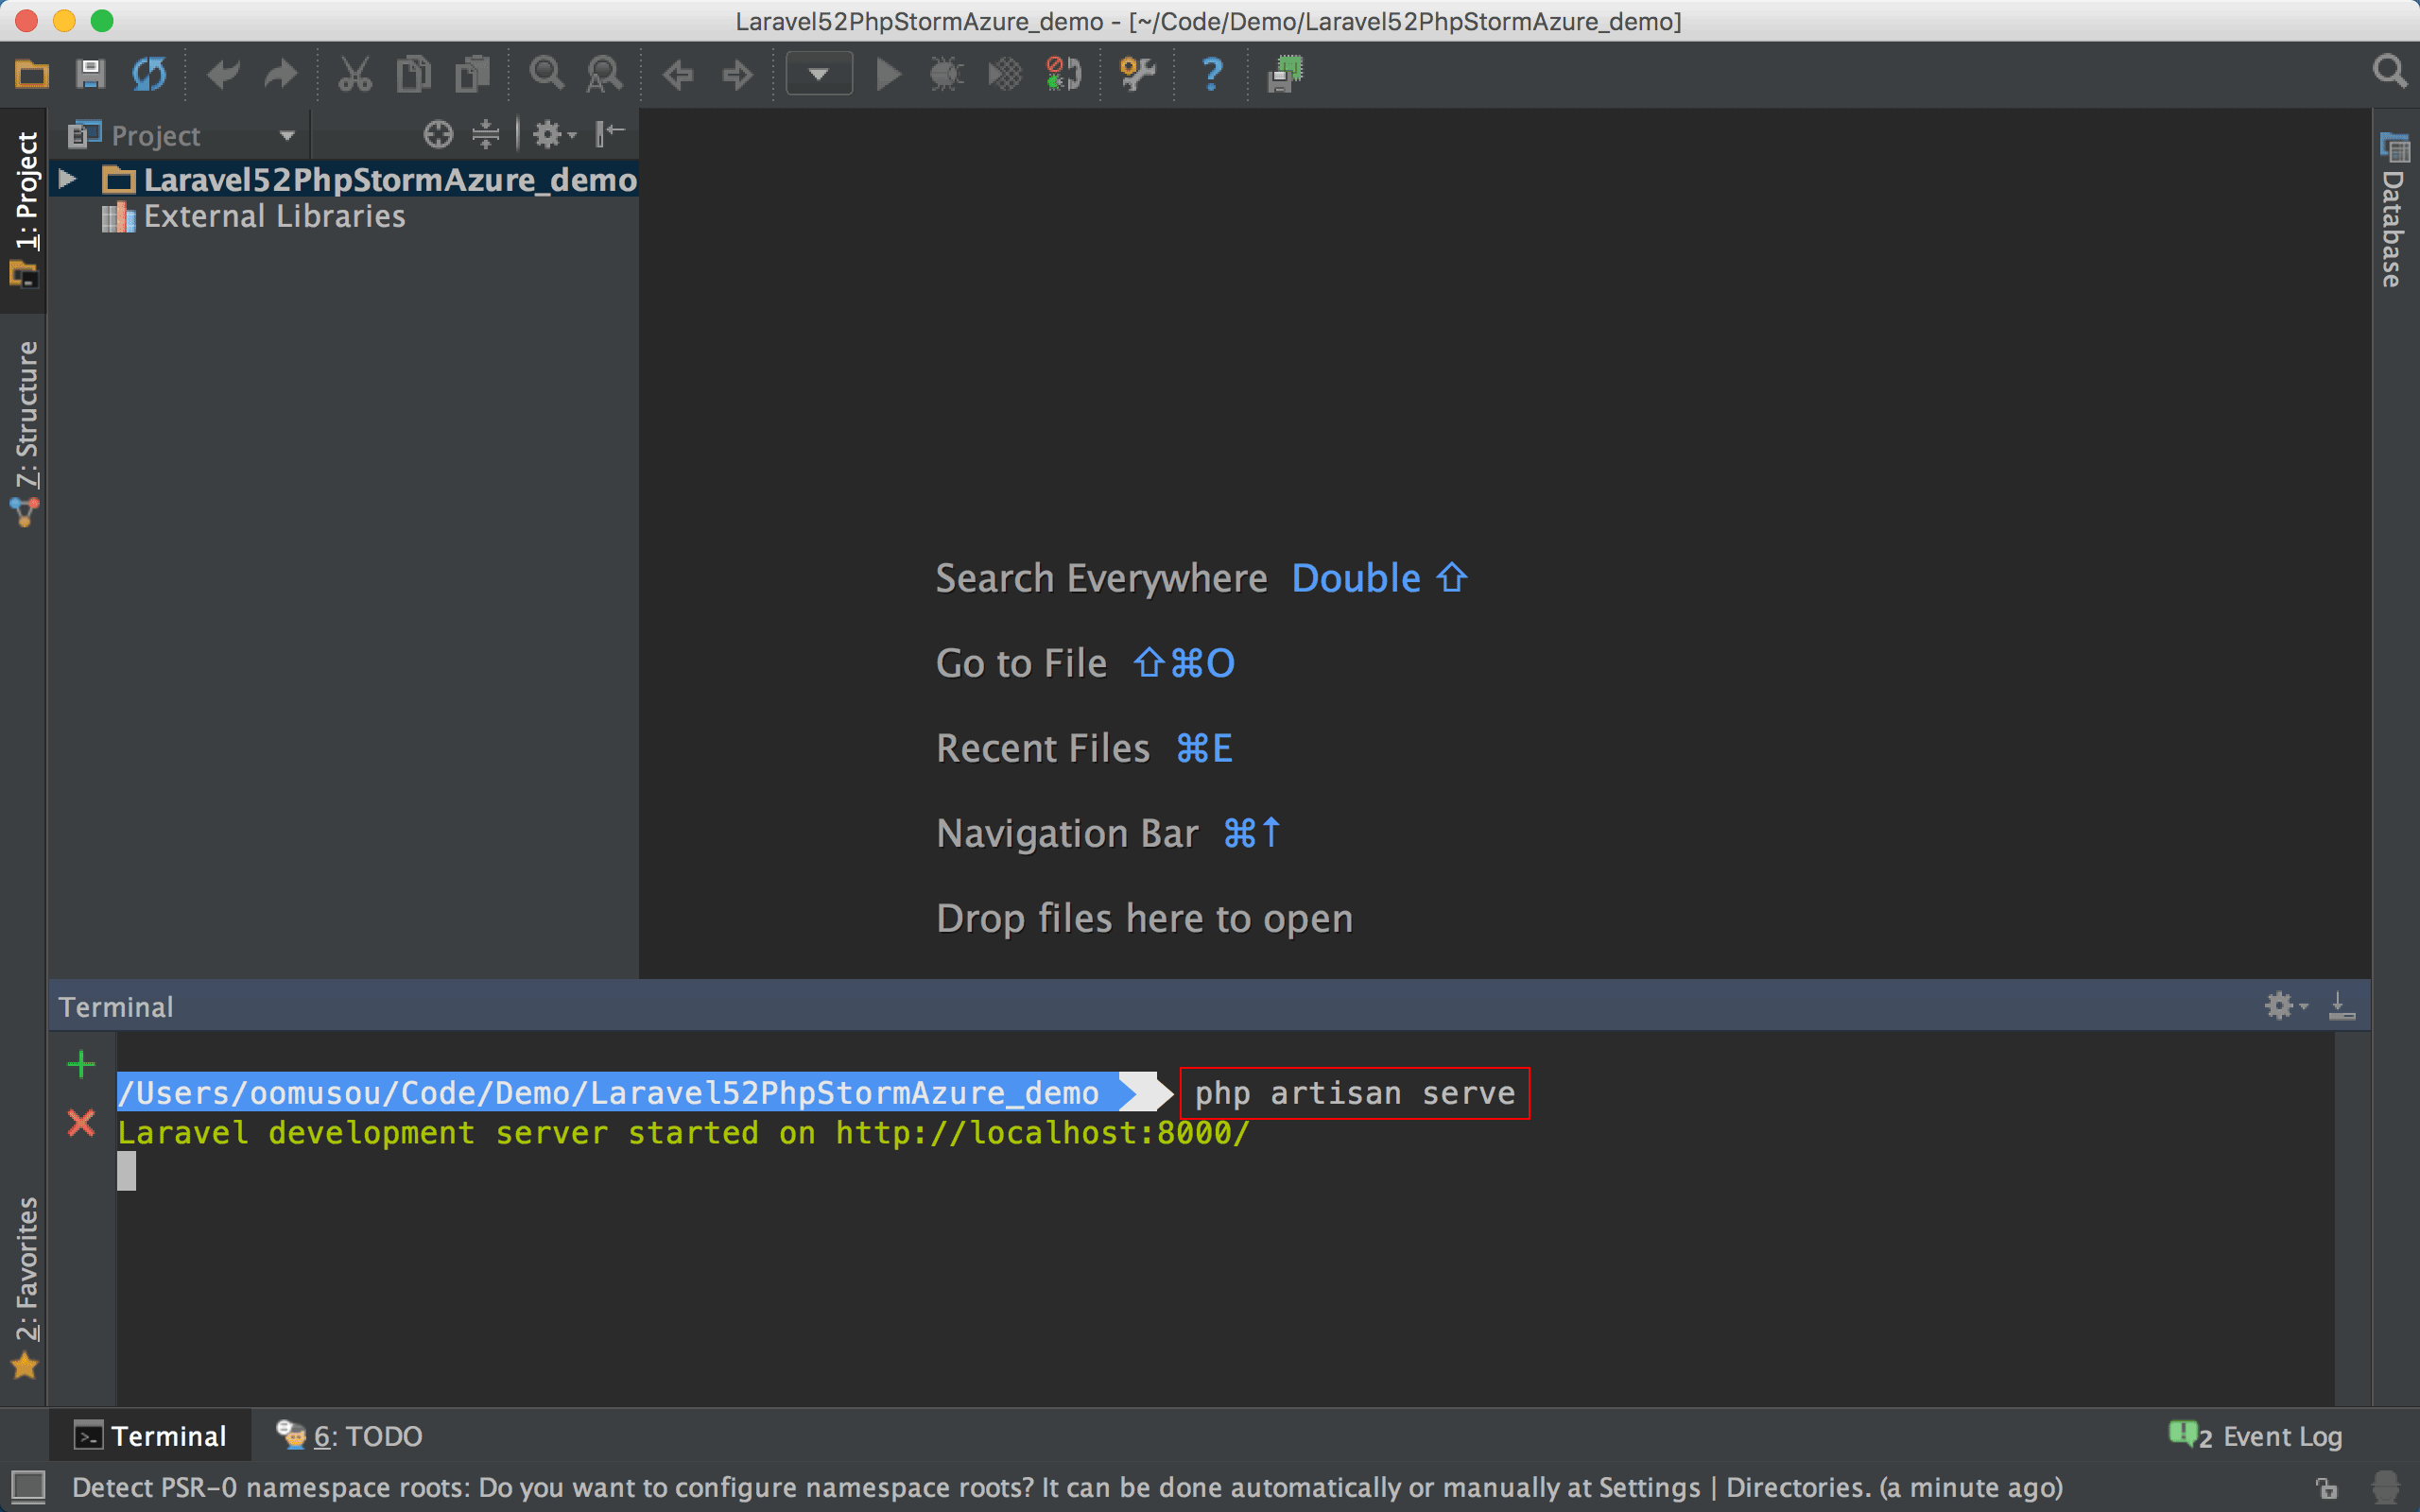 Laravel52PhpStormAzure_demo - [~/Code/Demo/Laravel52PhpStormAzure_demo]
Project
1: Project
Laravel52PhpStormAzure_demo
External Libraries
Database
7: Structure
Search Everywhere Double ⇧
Go to File ⇧⌘O
Recent Files ⌘E
Navigation Bar ⌘↑
Drop files here to open
Terminal
/Users/oomusou/Code/Demo/Laravel52PhpStormAzure_demo php artisan serve
Laravel development server started on http://localhost:8000/
2: Favorites
Terminal
6: TODO
2 Event Log
Detect PSR-0 namespace roots: Do you want to configure namespace roots? It can be done automatically or manually at Settings | Directories. (a minute ago)